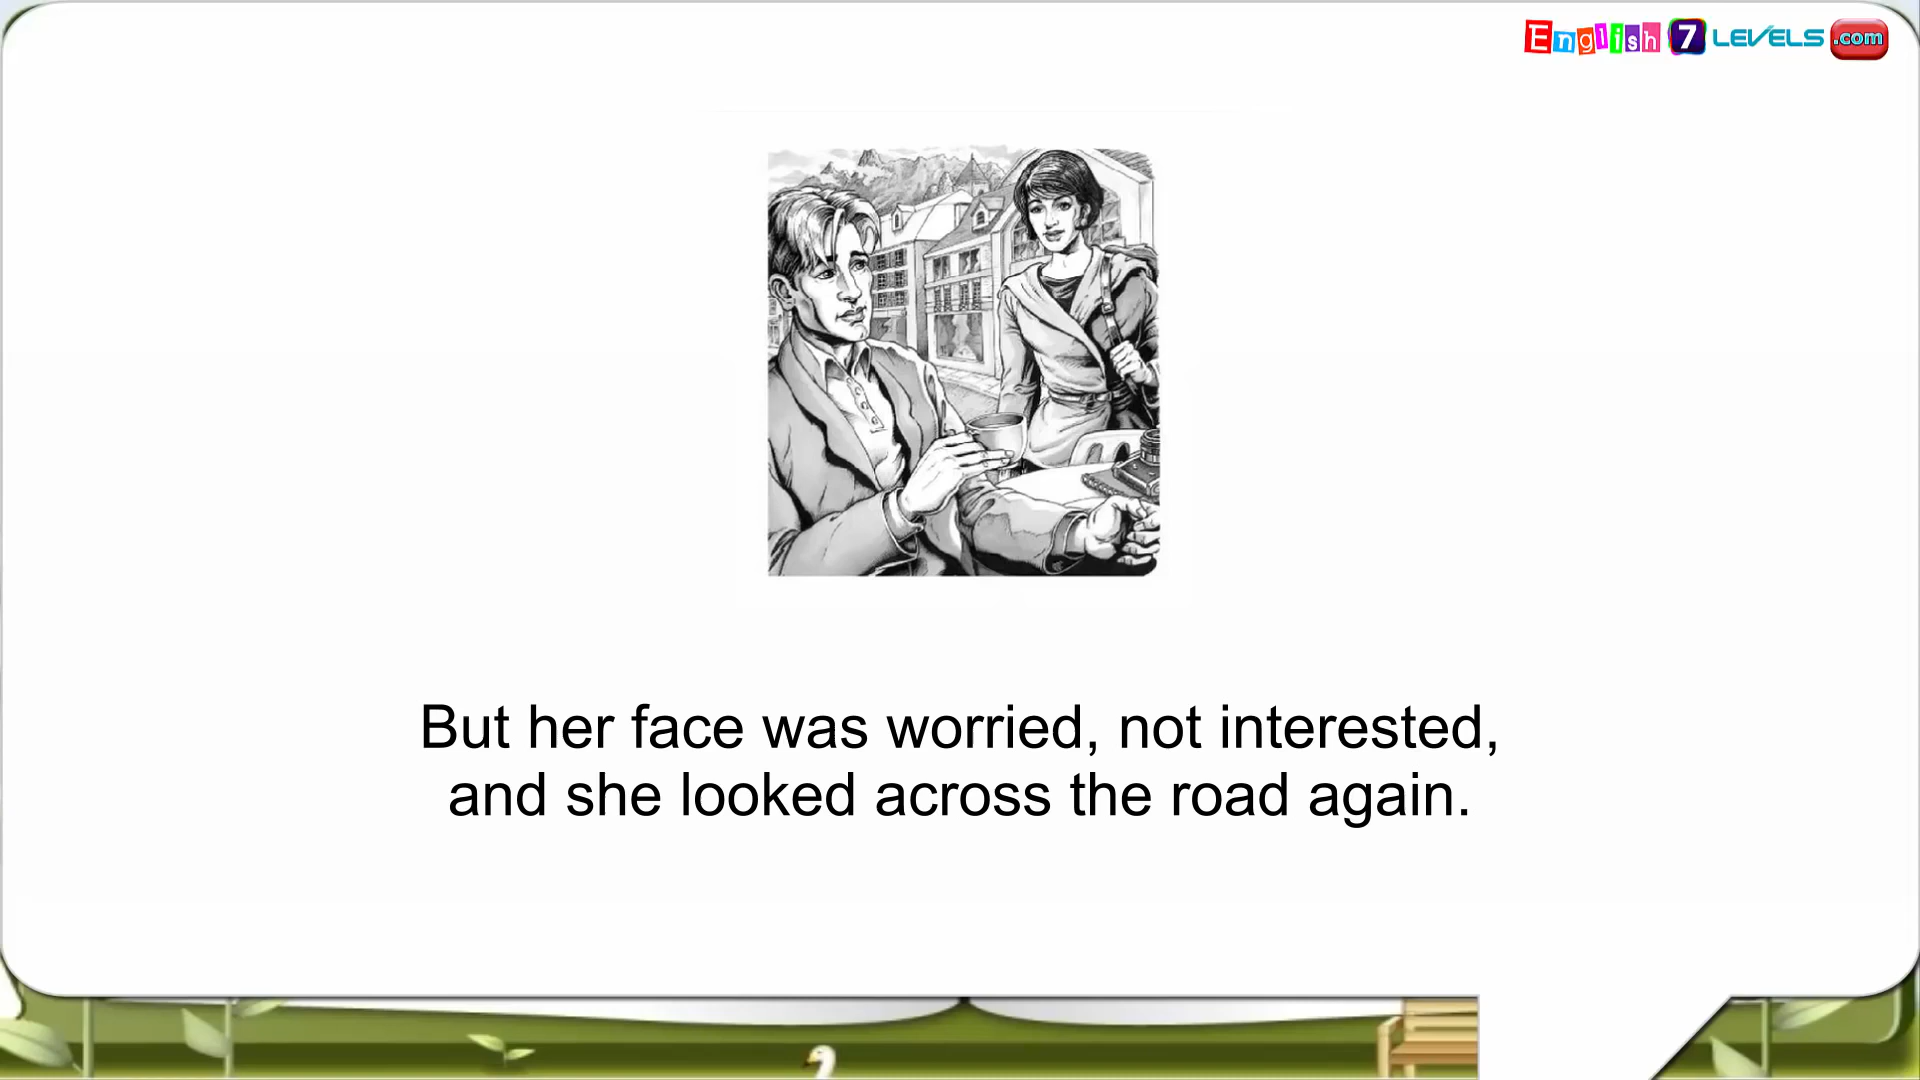 English 7 LEVELS .com
But her face was worried, not interested,
and she looked across the road again.